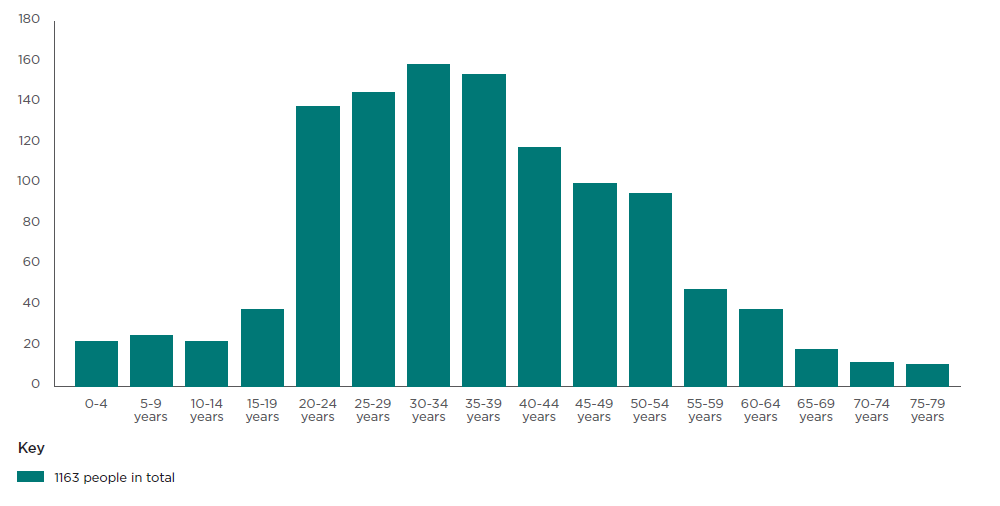 180
160
140
120
100
80
60
40
20
0
0-4 5-9 10-14 15-19 20-24 25-29 30-34 35-39 40-44 45-49 50-54 55-59 60-64 65-69 70-74 75-79
years years years years years years years years years years years years years years years
Key
1163 people in total